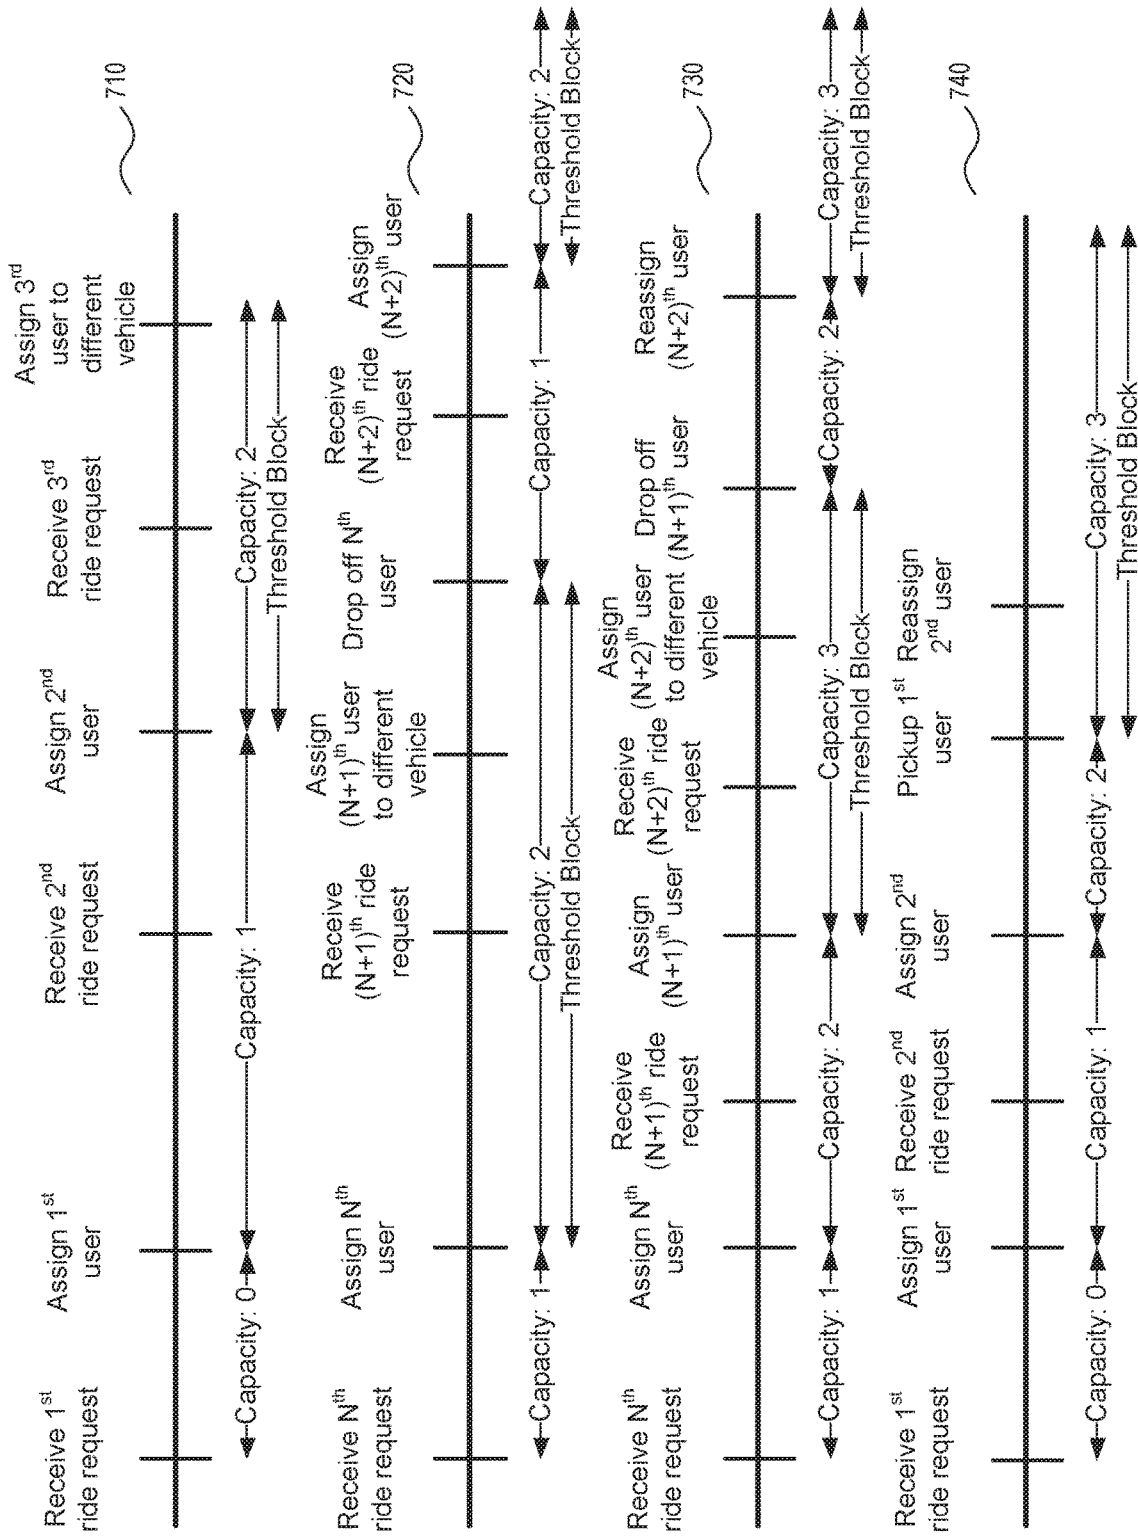 Receive 1st
ride request
Assign 1st
user
Receive 2nd
ride request
Assign 2nd
user
Receive 3rd
ride request
Assign 3rd
user to
different
vehicle
710
Capacity: 0
Capacity: 1
Capacity: 2
Threshold Block
Receive Nth
ride request
Assign Nth
user
Receive
(N+1)th ride
request
Assign
(N+1)th user
to different
vehicle
Drop off Nth
user
Receive
(N+2)th ride
request
Assign
(N+2)th user
720
Capacity: 1
Capacity: 2
Capacity: 1
Capacity: 2
Threshold Block
Threshold Block
Receive Nth
ride request
Assign Nth
user
Receive
(N+1)th ride
request
Assign
(N+1)th user
Receive
(N+2)th ride
request
Assign
(N+2)th user
to different
vehicle
Drop off
(N+1)th user
Reassign
(N+2)th user
730
Capacity: 1
Capacity: 2
Capacity: 3
Capacity: 2
Capacity: 3
Threshold Block
Threshold Block
Receive 1st
ride request
Assign 1st
user
Receive 2nd
ride request
Assign 2nd
user
Pickup 1st
user
Reassign
2nd user
740
Capacity: 0
Capacity: 1
Capacity: 2
Capacity: 3
Threshold Block